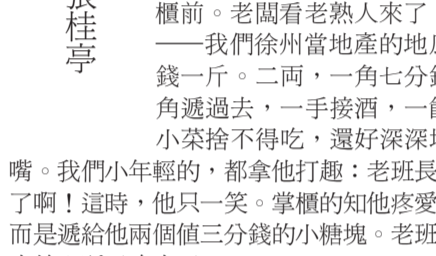 張桂亭
櫃前。老闆看老熟人來了
——我們徐州當地產的地
錢一斤。二両，一角七分
角遞過去，一手接酒，一
小菜捨不得吃，還好深深
嘴。我們小年輕的，都拿他打趣：老班長
了啊！這時，他只一笑。掌櫃的知他疼愛
而是遞給他兩個值三分錢的小糖塊。老班